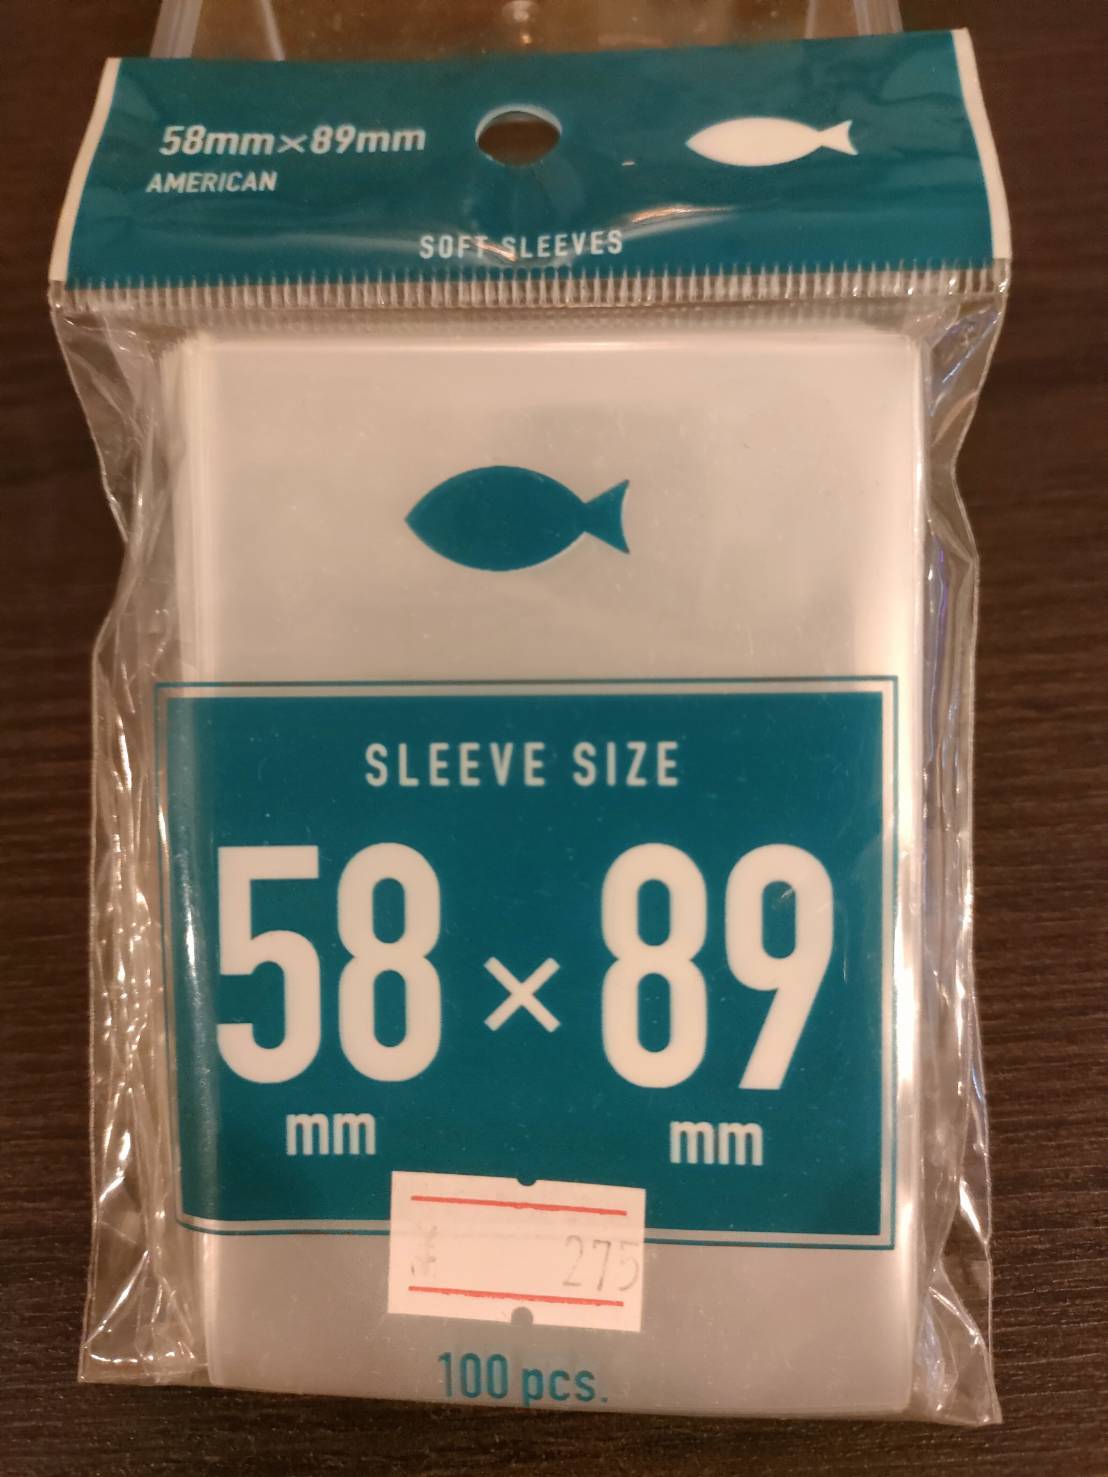 58mm×89mm
AMERICAN
SOFT SLEEVES
SLEEVE SIZE
58 × 89
mm mm
¥ 275
100 pcs.